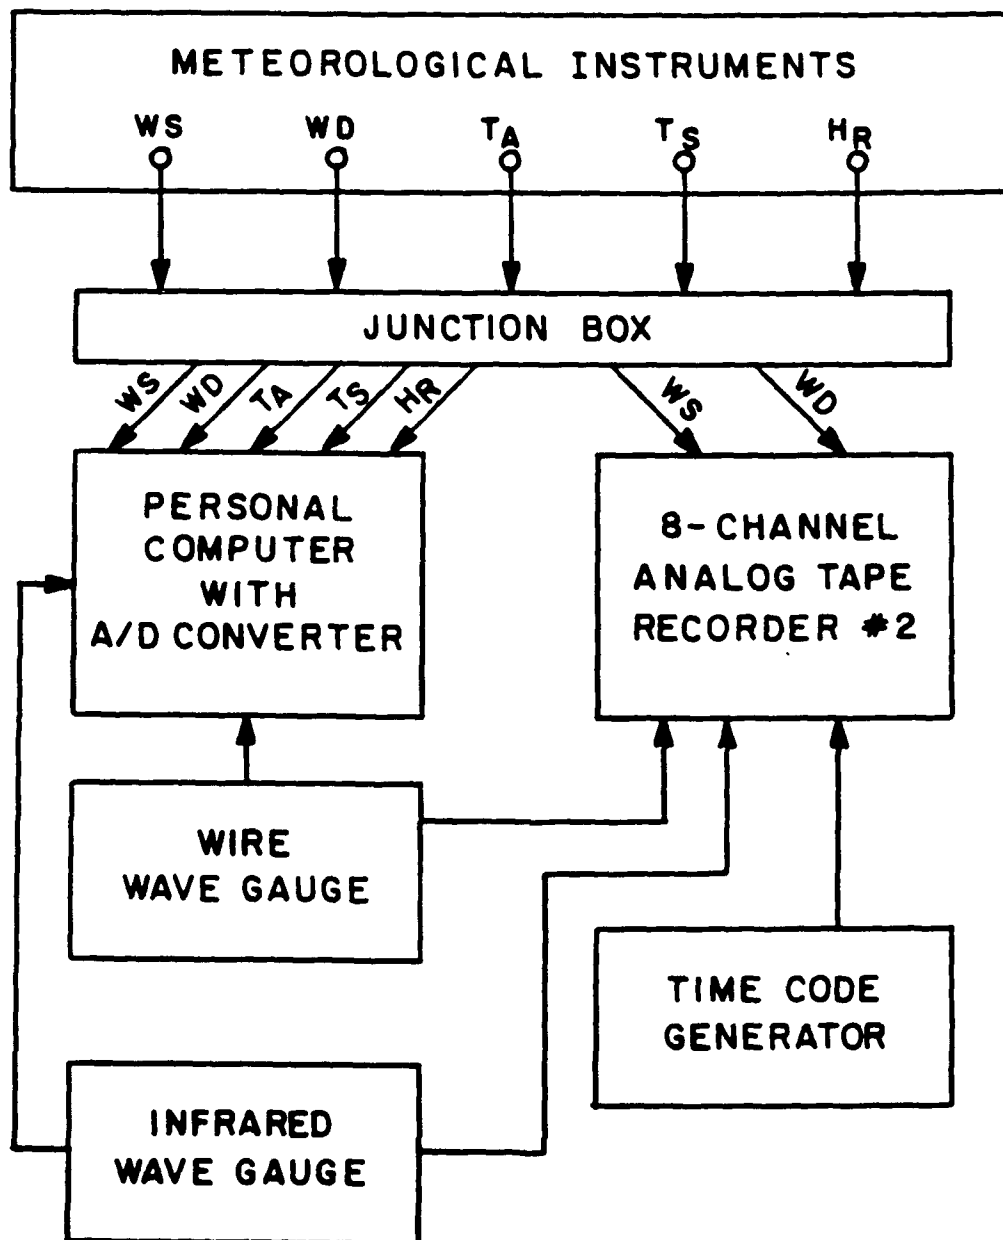 METEOROLOGICAL INSTRUMENTS
WS WD TA TS HR
JUNCTION BOX
WS WD TA TS HR WS WD
PERSONAL
COMPUTER
WITH
A/D CONVERTER
8-CHANNEL
ANALOG TAPE
RECORDER #2
WIRE
WAVE GAUGE
TIME CODE
GENERATOR
INFRARED
WAVE GAUGE